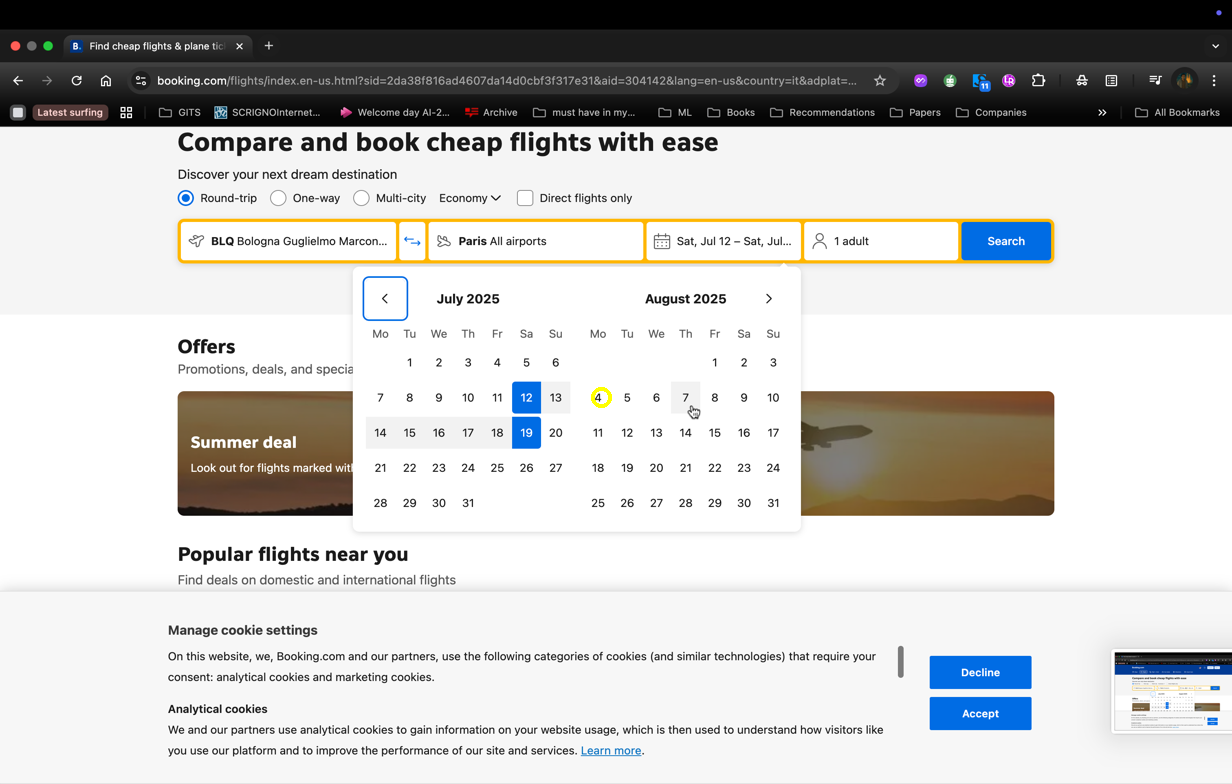 Find cheap flights & plane tic
booking.com/flights/index.en-us.html?sid=2da38f816ad4607da14d0cbf3f317e31&aid=304142&lang=en-us&country=it&adplat=...
11
Latest surfing GITS SCRIGNOInternet... Welcome day AI-2... Archive must have in my... ML Books Recommendations Papers Companies » All Bookmarks
Compare and book cheap flights with ease
Discover your next dream destination
Round-trip One-way Multi-city Economy Direct flights only
BLQ Bologna Guglielmo Marcon... Paris All airports Sat, Jul 12 – Sat, Jul... 1 adult Search
July 2025 August 2025
Mo Tu We Th Fr Sa Su Mo Tu We Th Fr Sa Su
1 2 3 4 5 6 1 2 3
7 8 9 10 11 12 13 4 5 6 7 8 9 10
14 15 16 17 18 19 20 11 12 13 14 15 16 17
21 22 23 24 25 26 27 18 19 20 21 22 23 24
28 29 30 31 25 26 27 28 29 30 31
Offers
Promotions, deals, and specia
Summer deal
Look out for flights marked with
Popular flights near you
Find deals on domestic and international flights
Manage cookie settings
On this website, we, Booking.com and our partners, use the following categories of cookies (and similar technologies) that require your
consent: analytical cookies and marketing cookies.
Analytical cookies
We and our partners use analytical cookies to gain information on your website usage, which is then used to understand how visitors like
you use our platform and to improve the performance of our site and services. Learn more.
Decline
Accept